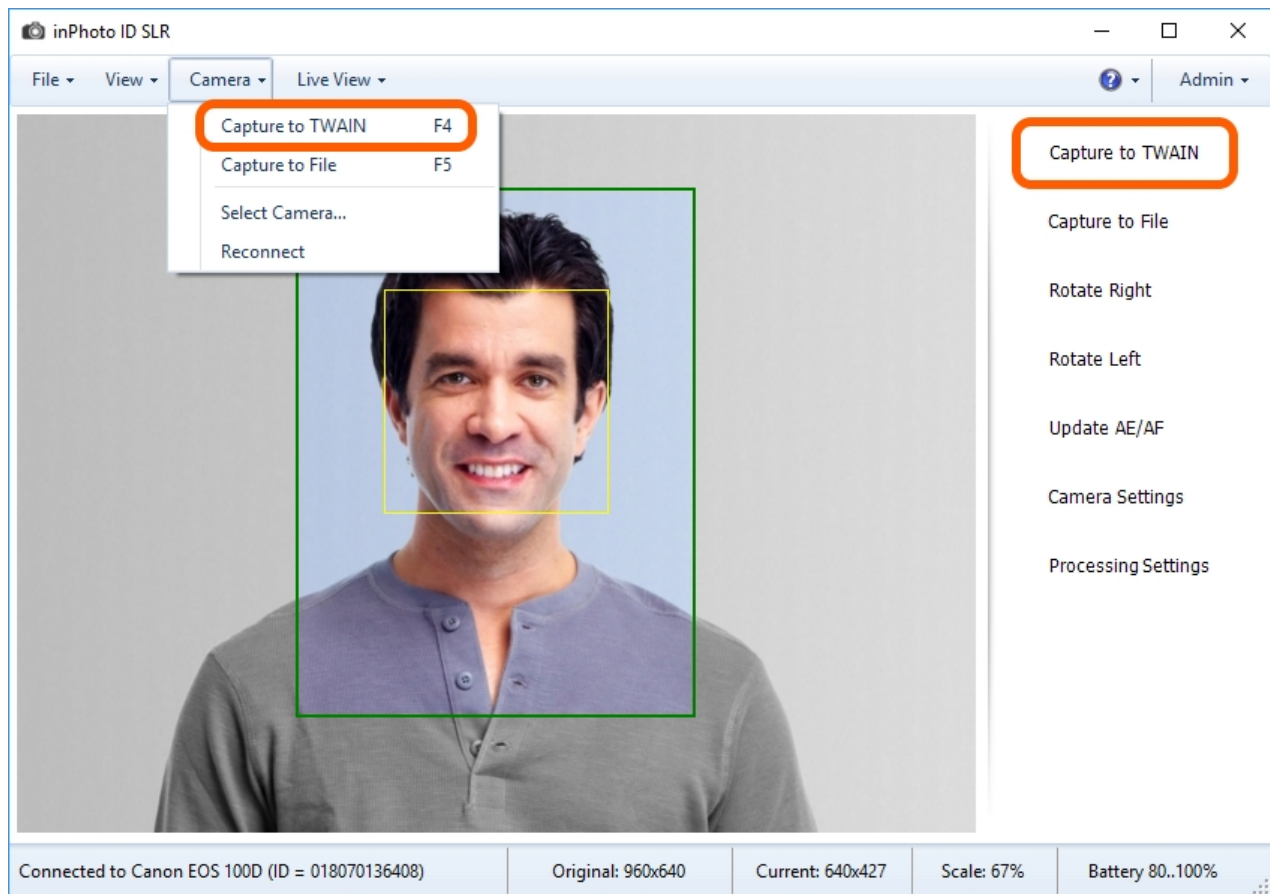 inPhoto ID SLR
File View Camera Live View Admin
Capture to TWAIN F4
Capture to File F5
Select Camera...
Reconnect
Capture to TWAIN
Capture to File
Rotate Right
Rotate Left
Update AE/AF
Camera Settings
Processing Settings
Connected to Canon EOS 100D (ID = 018070136408) Original: 960x640 Current: 640x427 Scale: 67% Battery 80..100%